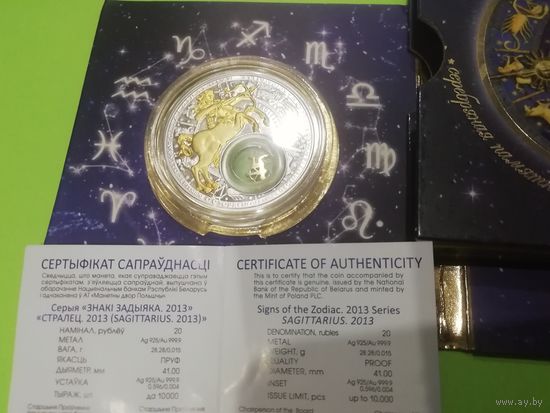 СЕРТЫФІКАТ САПРАЎДНАСЦІ
Сведчыцца, што манета, якая суправаджаецца гэтым
сертыфікатам, з'яўляецца сапраўднай, выпушчана ў
абарачэнне Нацыянальным банкам Рэспублікі Беларусь
і адчаканена ў АТ «Манетны двор Польшчы»
Серыя «ЗНАКІ ЗАДЫЯКА. 2013»
«СТРАЛЕЦ. 2013 (SAGITTARIUS. 2013)»
НАМІНАЛ, рублёў 20
МЕТАЛ Ag 925/Au 999.9
ВАГА, г 28.28/0.015
ЯКАСЦЬ ПРУФ
ДЫЯМЕТР, мм 41.00
УСТАЎКА Ag 925/Au 999.9
0.596/0.004
ТЫРАЖ, шт да 10000
CERTIFICATE OF AUTHENTICITY
This is to certify that the coin accompanied by
this certificate is genuine, issued by the National
Bank of the Republic of Belarus and minted by
the Mint of Poland PLC.
Signs of the Zodiac. 2013 Series
SAGITTARIUS. 2013
DENOMINATION, rubles 20
METAL Ag 925/Au 999.9
WEIGHT, g 28.28/0.015
QUALITY PROOF
DIAMETER, mm 41.00
INSET Ag 925/Au 999.9
0.596/0.004
ISSUE LIMIT, pcs up to 10.000
Chairperson of the Board
ay.by